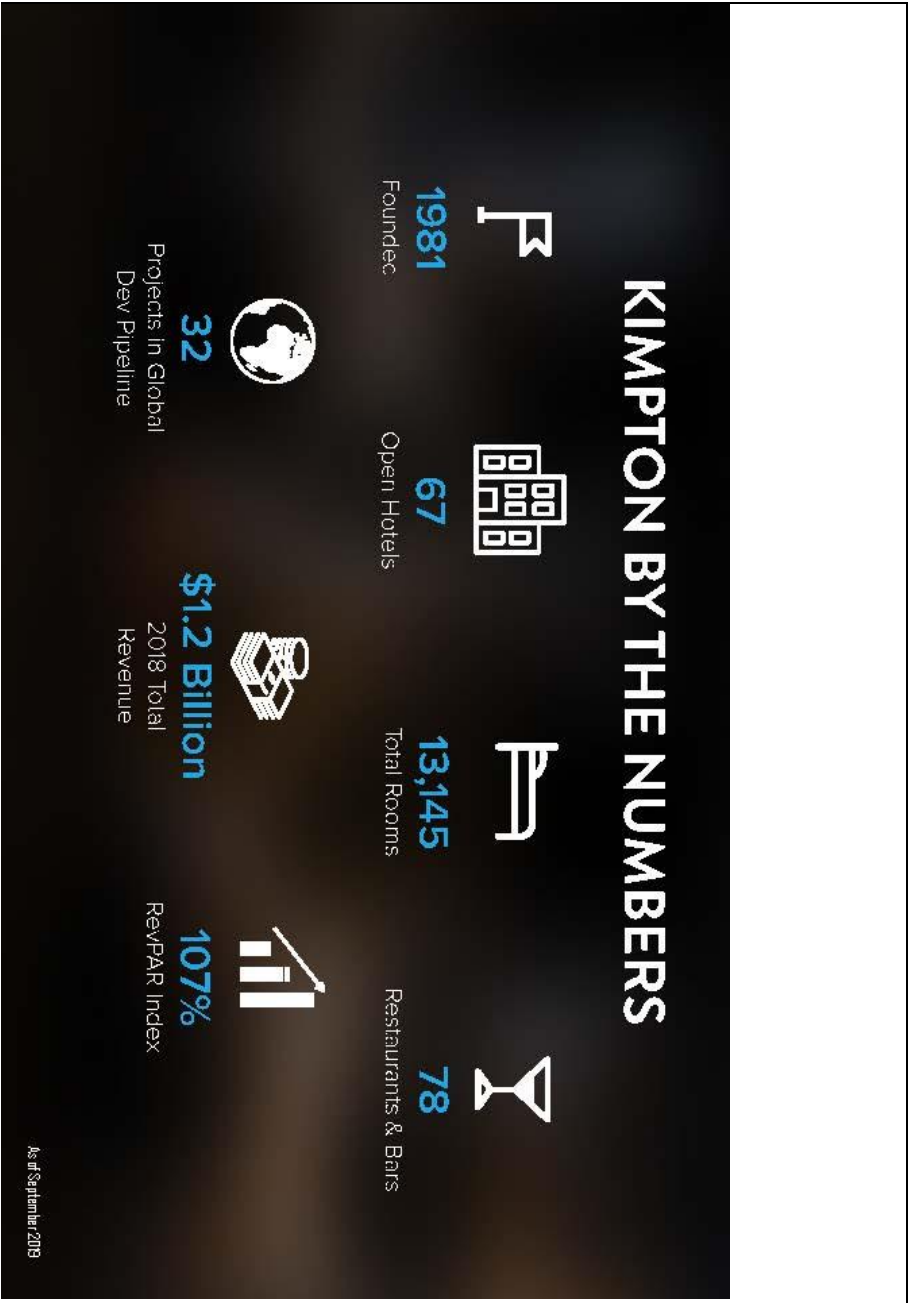 KIMPTON BY THE NUMBERS
1981
Founded
67
Open Hotels
13,145
Total Rooms
78
Restaurants & Bars
32
Projects in Global
Dev Pipeline
$1.2 Billion
2018 Total
Revenue
107%
RevPAR Index
As of September 2019